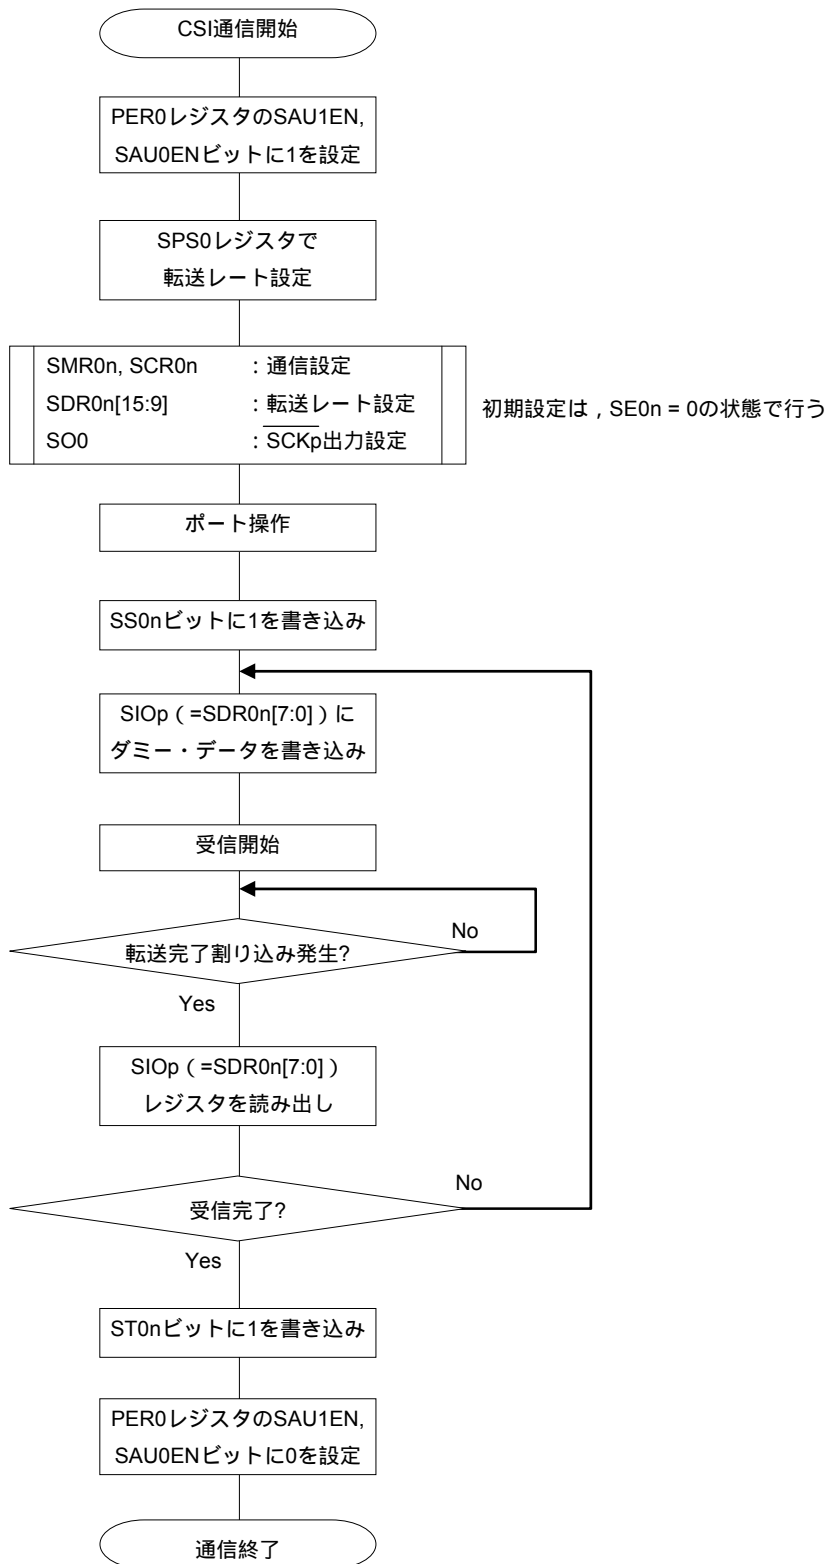 CSI通信開始
PER0レジスタのSAU1EN,
SAU0ENビットに1を設定
SPS0レジスタで
転送レート設定
SMR0n, SCR0n ：通信設定
SDR0n[15:9] ：転送レート設定
SO0 ：SCKp出力設定
初期設定は，SE0n = 0の状態で行う
ポート操作
SS0nビットに1を書き込み
SIOp（=SDR0n[7:0]）に
ダミー・データを書き込み
受信開始
転送完了割り込み発生?
No
Yes
SIOp（=SDR0n[7:0]）
レジスタを読み出し
受信完了?
No
Yes
ST0nビットに1を書き込み
PER0レジスタのSAU1EN,
SAU0ENビットに0を設定
通信終了